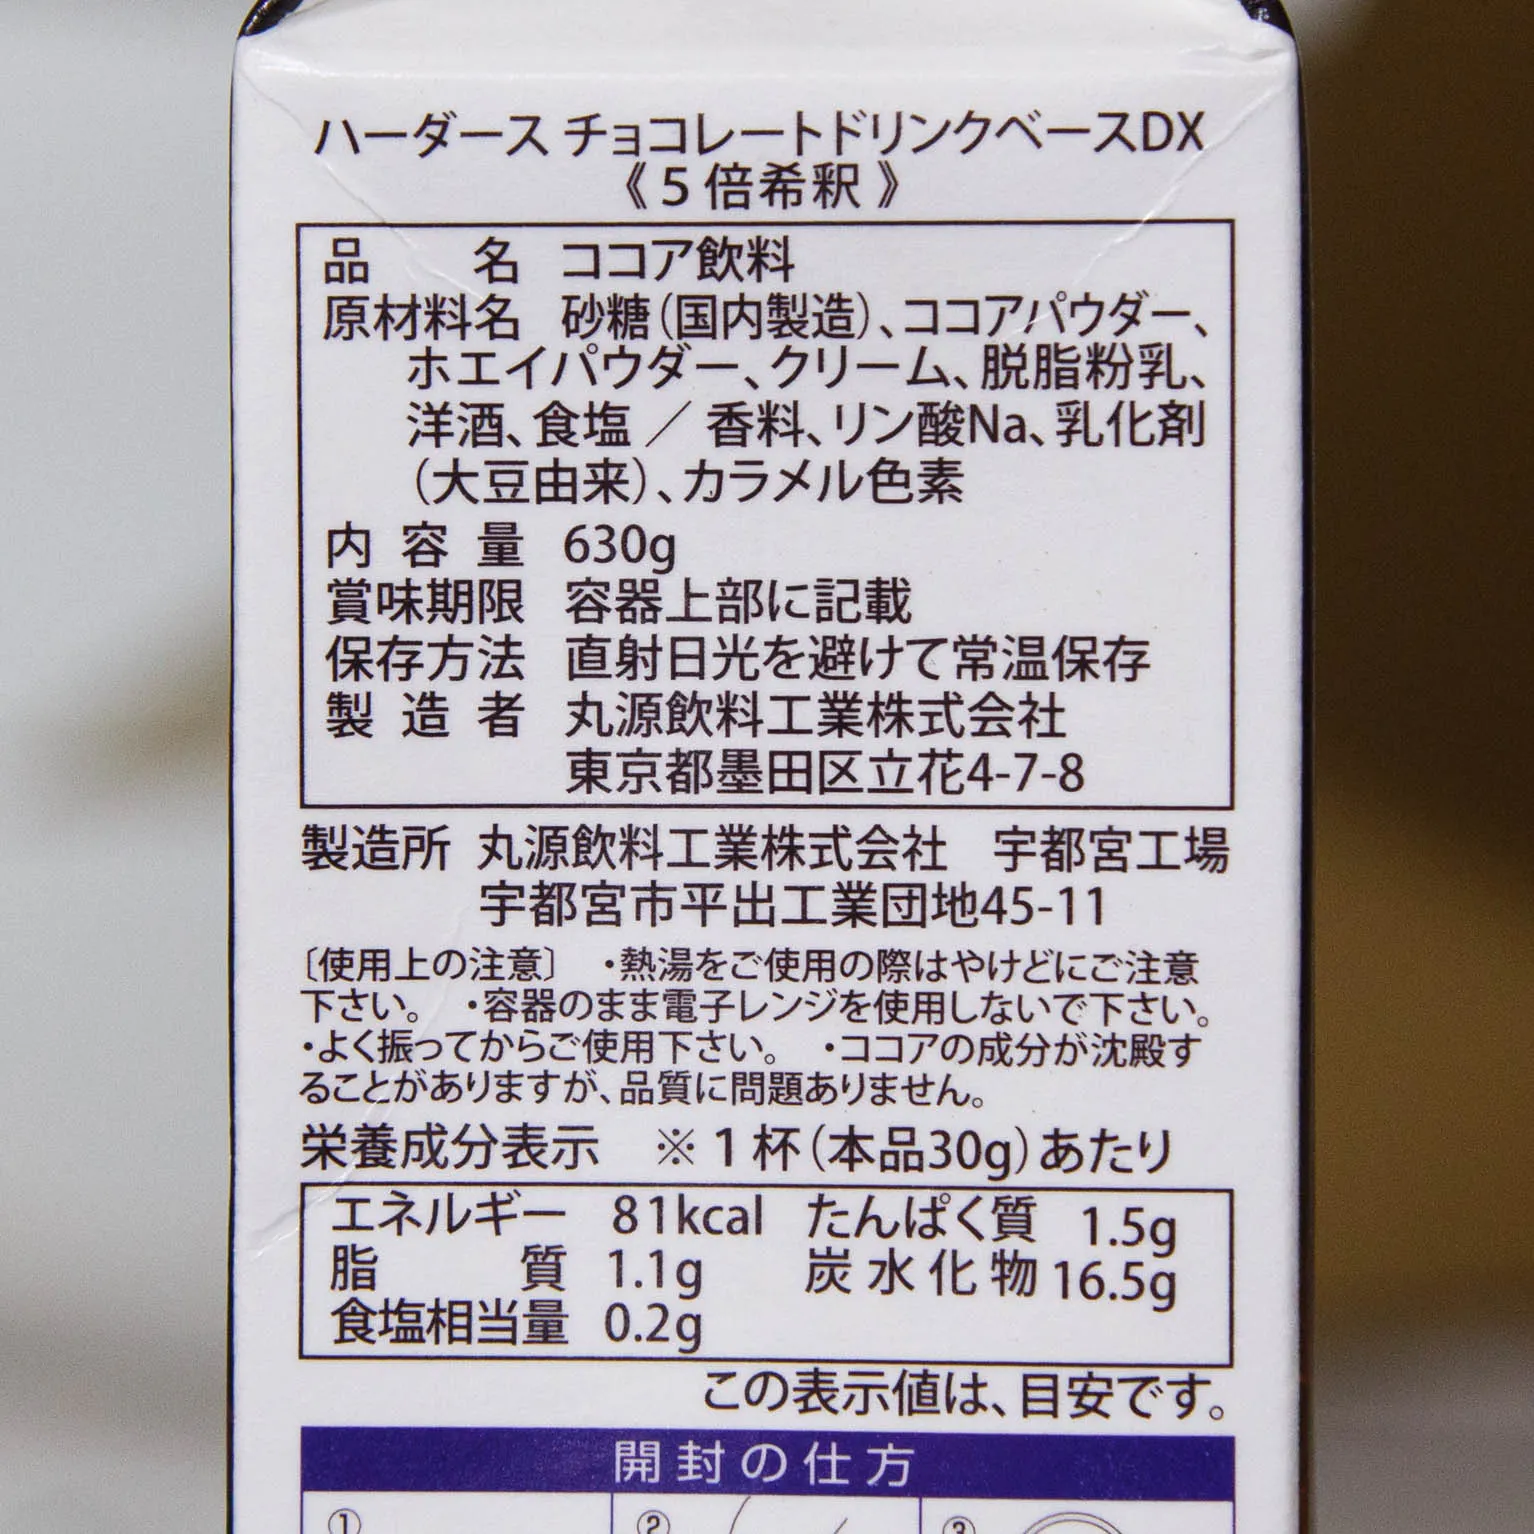 ハーダース チョコレートドリンクベースDX
《5倍希釈》
品名 ココア飲料
原材料名 砂糖(国内製造)、ココアパウダー、
ホエイパウダー、クリーム、脱脂粉乳、
洋酒、食塩／香料、リン酸Na、乳化剤
(大豆由来)、カラメル色素
内容量 630g
賞味期限 容器上部に記載
保存方法 直射日光を避けて常温保存
製造者 丸源飲料工業株式会社
東京都墨田区立花4-7-8
製造所 丸源飲料工業株式会社 宇都宮工場
宇都宮市平出工業団地45-11
〔使用上の注意〕 ・熱湯をご使用の際はやけどにご注意
下さい。 ・容器のまま電子レンジを使用しないで下さい。
・よく振ってからご使用下さい。 ・ココアの成分が沈殿す
ることがありますが、品質に問題ありません。
栄養成分表示 ※1杯(本品30g)あたり
エネルギー 81kcal たんぱく質 1.5g
脂質 1.1g 炭水化物 16.5g
食塩相当量 0.2g
この表示値は、目安です。
開封の仕方
① ② ③